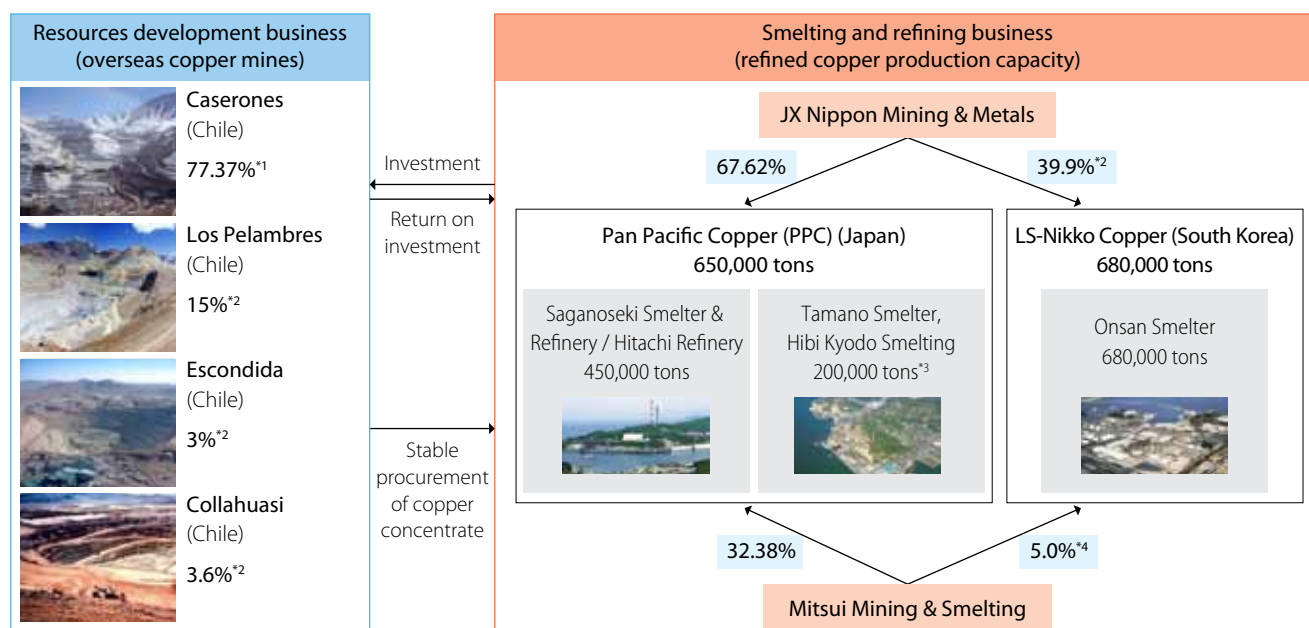 Resources development business
(overseas copper mines)
Caserones
(Chile)
77.37%*1
Los Pelambres
(Chile)
15%*2
Escondida
(Chile)
3%*2
Collahuasi
(Chile)
3.6%*2
Investment
Return on
investment
Stable
procurement
of copper
concentrate
Smelting and refining business
(refined copper production capacity)
JX Nippon Mining & Metals
67.62%
39.9%*2
Pan Pacific Copper (PPC) (Japan)
650,000 tons
Saganoseki Smelter &
Refinery / Hitachi Refinery
450,000 tons
Tamano Smelter,
Hibi Kyodo Smelting
200,000 tons*3
LS-Nikko Copper (South Korea)
680,000 tons
Onsan Smelter
680,000 tons
32.38%
5.0%*4
Mitsui Mining & Smelting